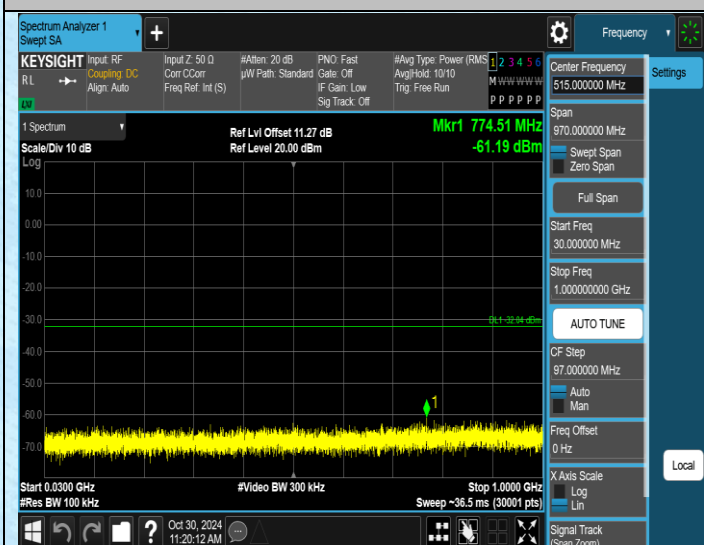 Spectrum Analyzer 1
Swept SA
Frequency
KEYSIGHT
RL
LXI
Input: RF
Coupling: DC
Align: Auto
Input Z: 50 Ω
Corr CCorr
Freq Ref: Int (S)
#Atten: 20 dB
µW Path: Standard
PNO: Fast
Gate: Off
IF Gain: Low
Sig Track: Off
#Avg Type: Power (RMS
Avg|Hold: 10/10
Trig: Free Run
1 2 3 4 5 6
M W W W W W
P P P P P P
Center Frequency
515.000000 MHz
Settings
Span
970.000000 MHz
Swept Span
Zero Span
Full Span
Start Freq
30.000000 MHz
Stop Freq
1.000000000 GHz
AUTO TUNE
CF Step
97.000000 MHz
Auto
Man
Freq Offset
0 Hz
X Axis Scale
Log
Lin
Signal Track
(Span Zoom)
Local
1 Spectrum
Scale/Div 10 dB
Log
Ref Lvl Offset 11.27 dB
Ref Level 20.00 dBm
Mkr1 774.51 MHz
-61.19 dBm
10.0
0.00
-10.0
-20.0
-30.0
DL1 -32.04 dBm
-40.0
-50.0
-60.0
1
-70.0
Start 0.0300 GHz
#Res BW 100 kHz
#Video BW 300 kHz
Stop 1.0000 GHz
Sweep ~36.5 ms (30001 pts)
?
Oct 30, 2024
11:20:12 AM